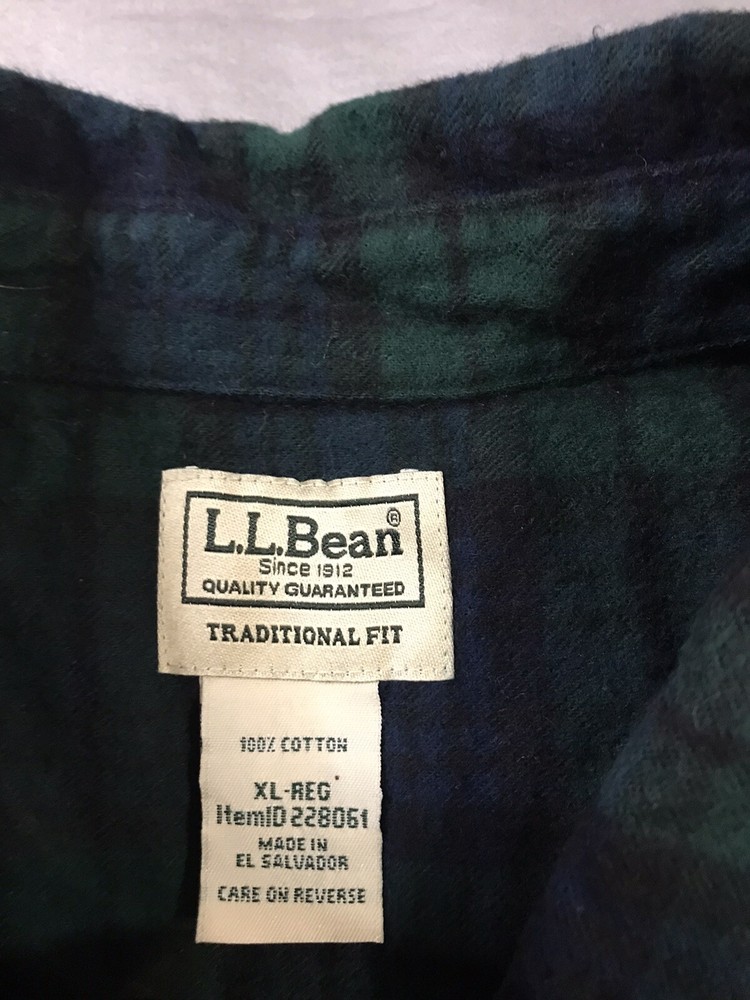 L.L.Bean®
Since 1912
QUALITY GUARANTEED
TRADITIONAL FIT
100% COTTON
XL-REG
ItemID 228061
MADE IN
EL SALVADOR
CARE ON REVERSE